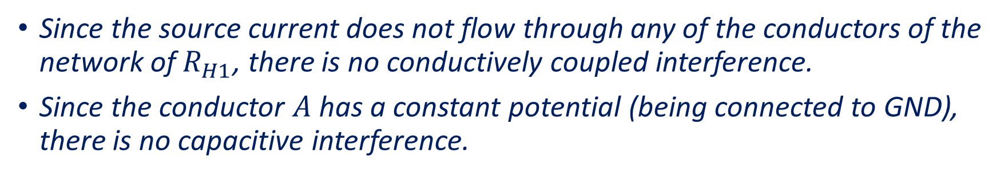 • Since the source current does not flow through any of the conductors of the
network of R_{H1}, there is no conductively coupled interference.
• Since the conductor A has a constant potential (being connected to GND),
there is no capacitive interference.